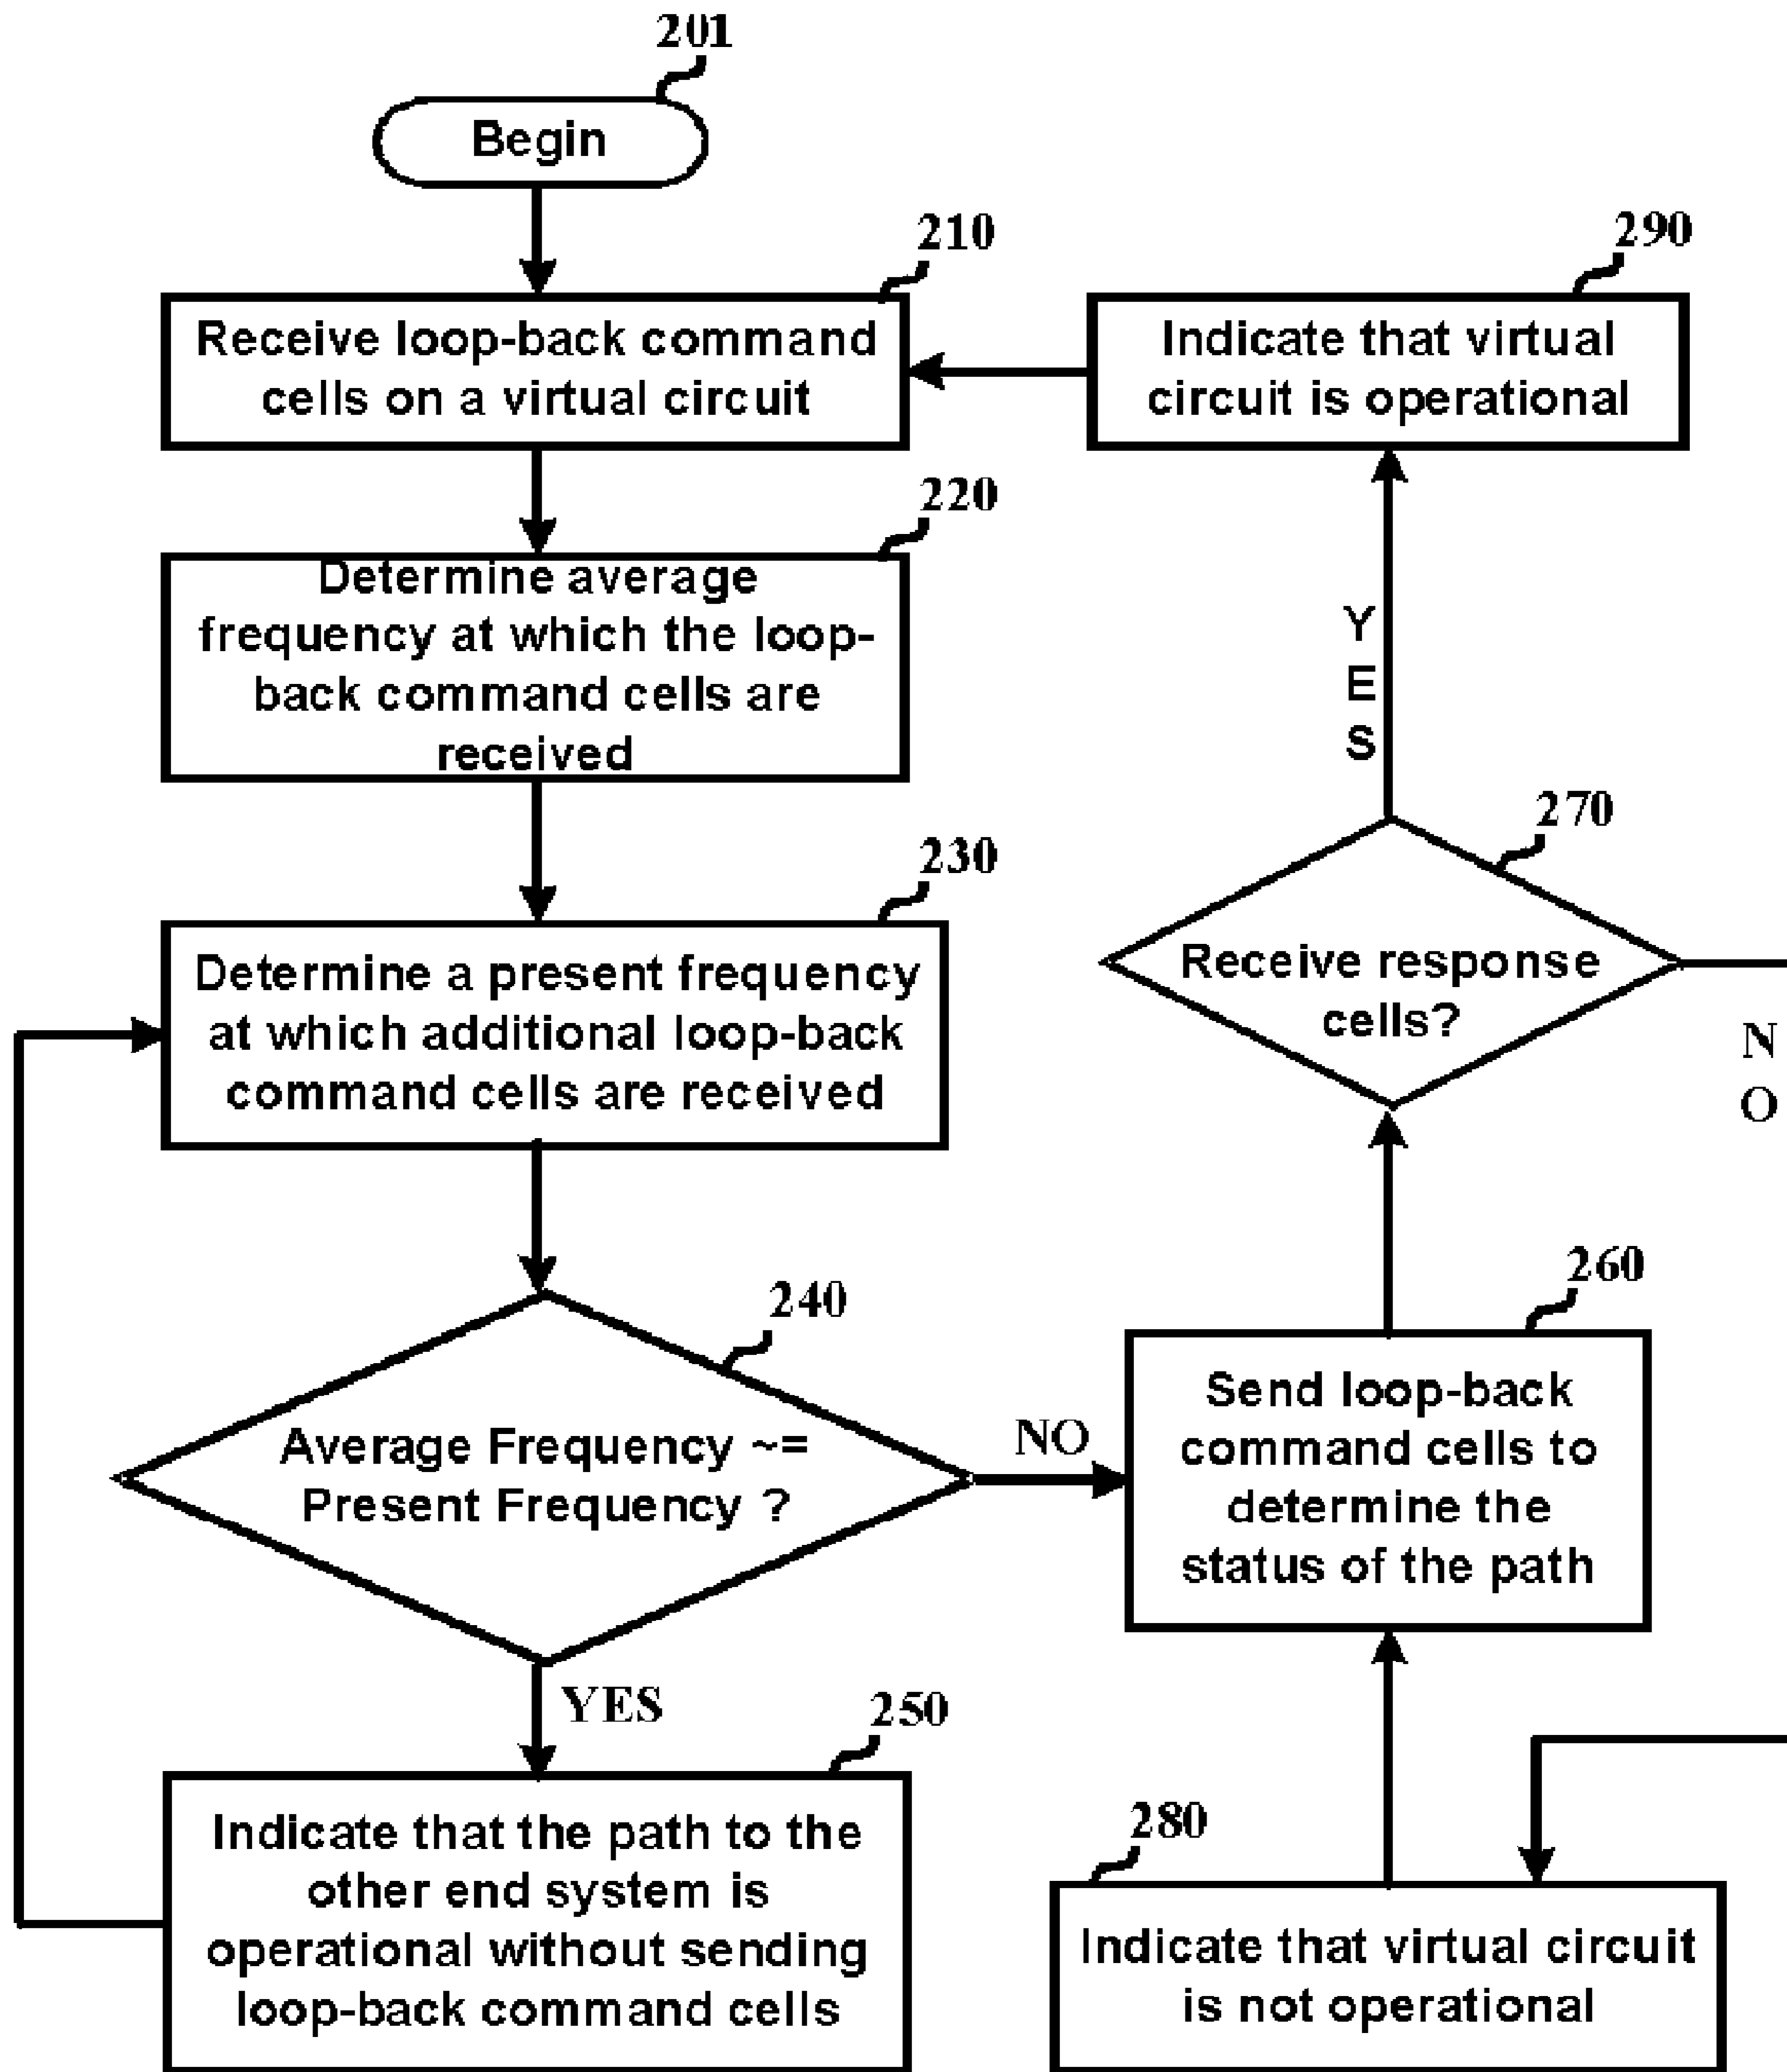 201
Begin
210
Receive loop-back command
cells on a virtual circuit
220
Determine average
frequency at which the loop-
back command cells are
received
230
Determine a present frequency
at which additional loop-back
command cells are received
240
Average Frequency ~=
Present Frequency ?
NO
YES
250
Indicate that the path to the
other end system is
operational without sending
loop-back command cells
260
Send loop-back
command cells to
determine the
status of the path
270
Receive response
cells?
Y
E
S
N
O
280
Indicate that virtual circuit
is not operational
290
Indicate that virtual
circuit is operational